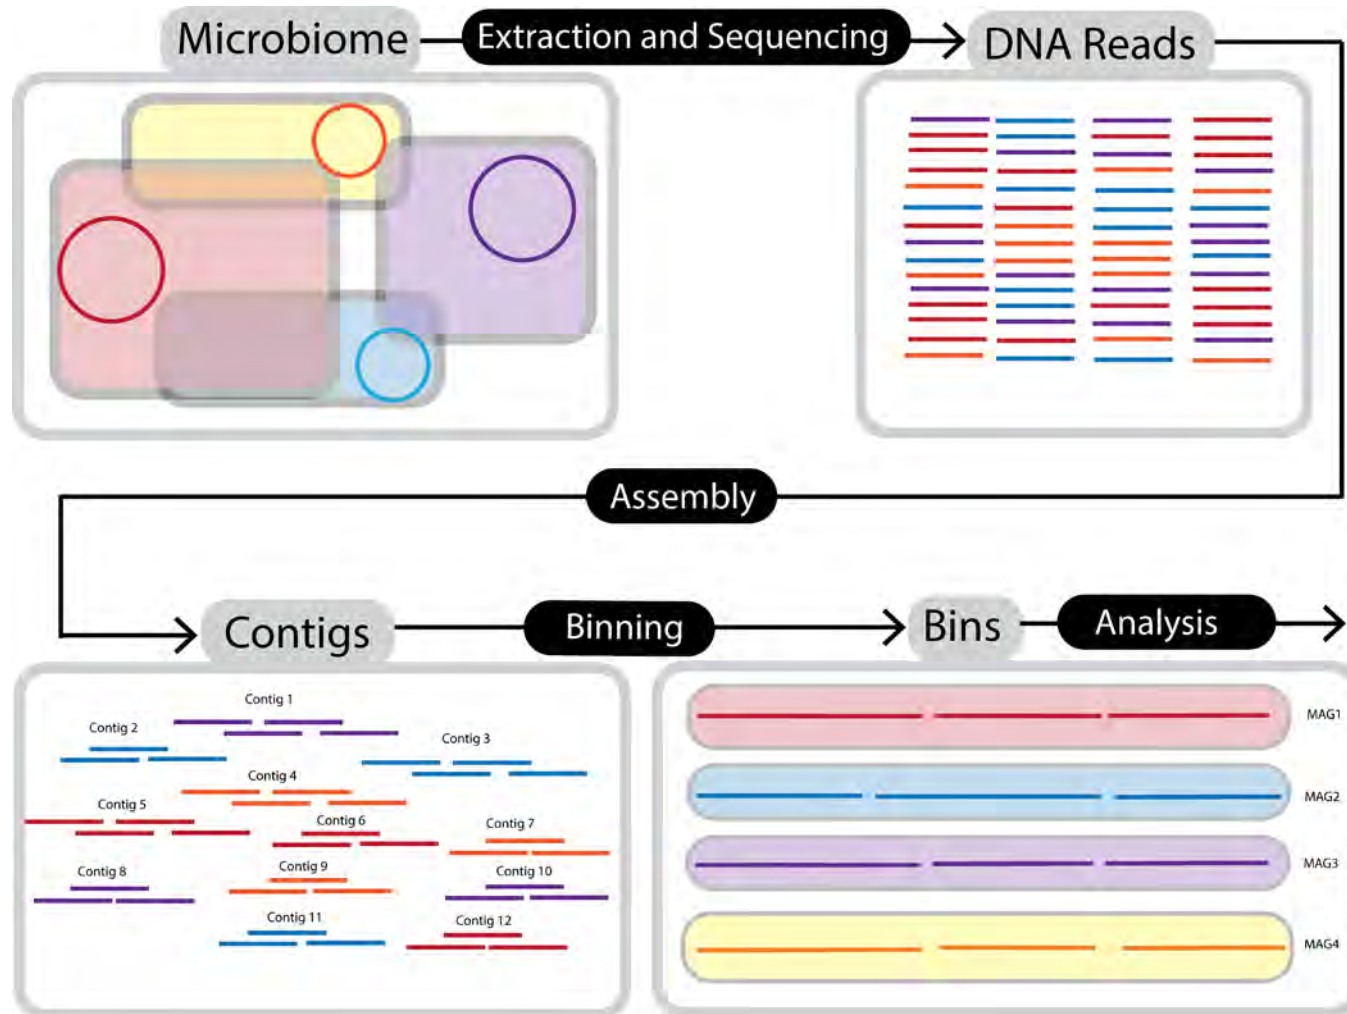 Microbiome
Extraction and Sequencing
DNA Reads
Assembly
Contigs
Binning
Bins
Analysis
Contig 1
Contig 2
Contig 3
Contig 4
Contig 5
Contig 6
Contig 7
Contig 8
Contig 9
Contig 10
Contig 11
Contig 12
MAG1
MAG2
MAG3
MAG4